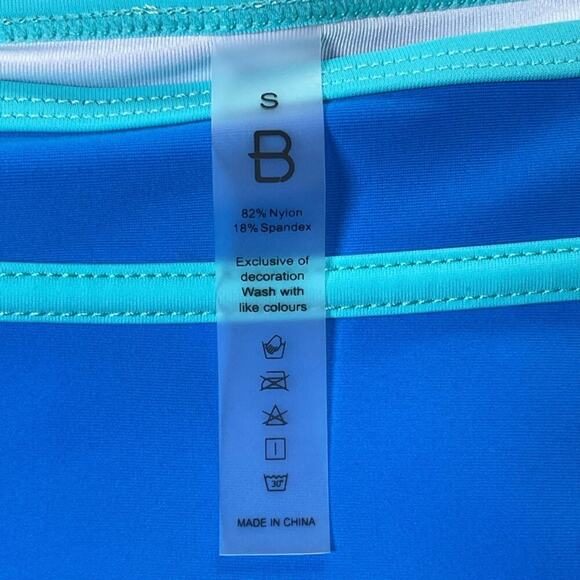 S
B
82% Nylon
18% Spandex
Exclusive of
decoration
Wash with
like colours
30°
MADE IN CHINA